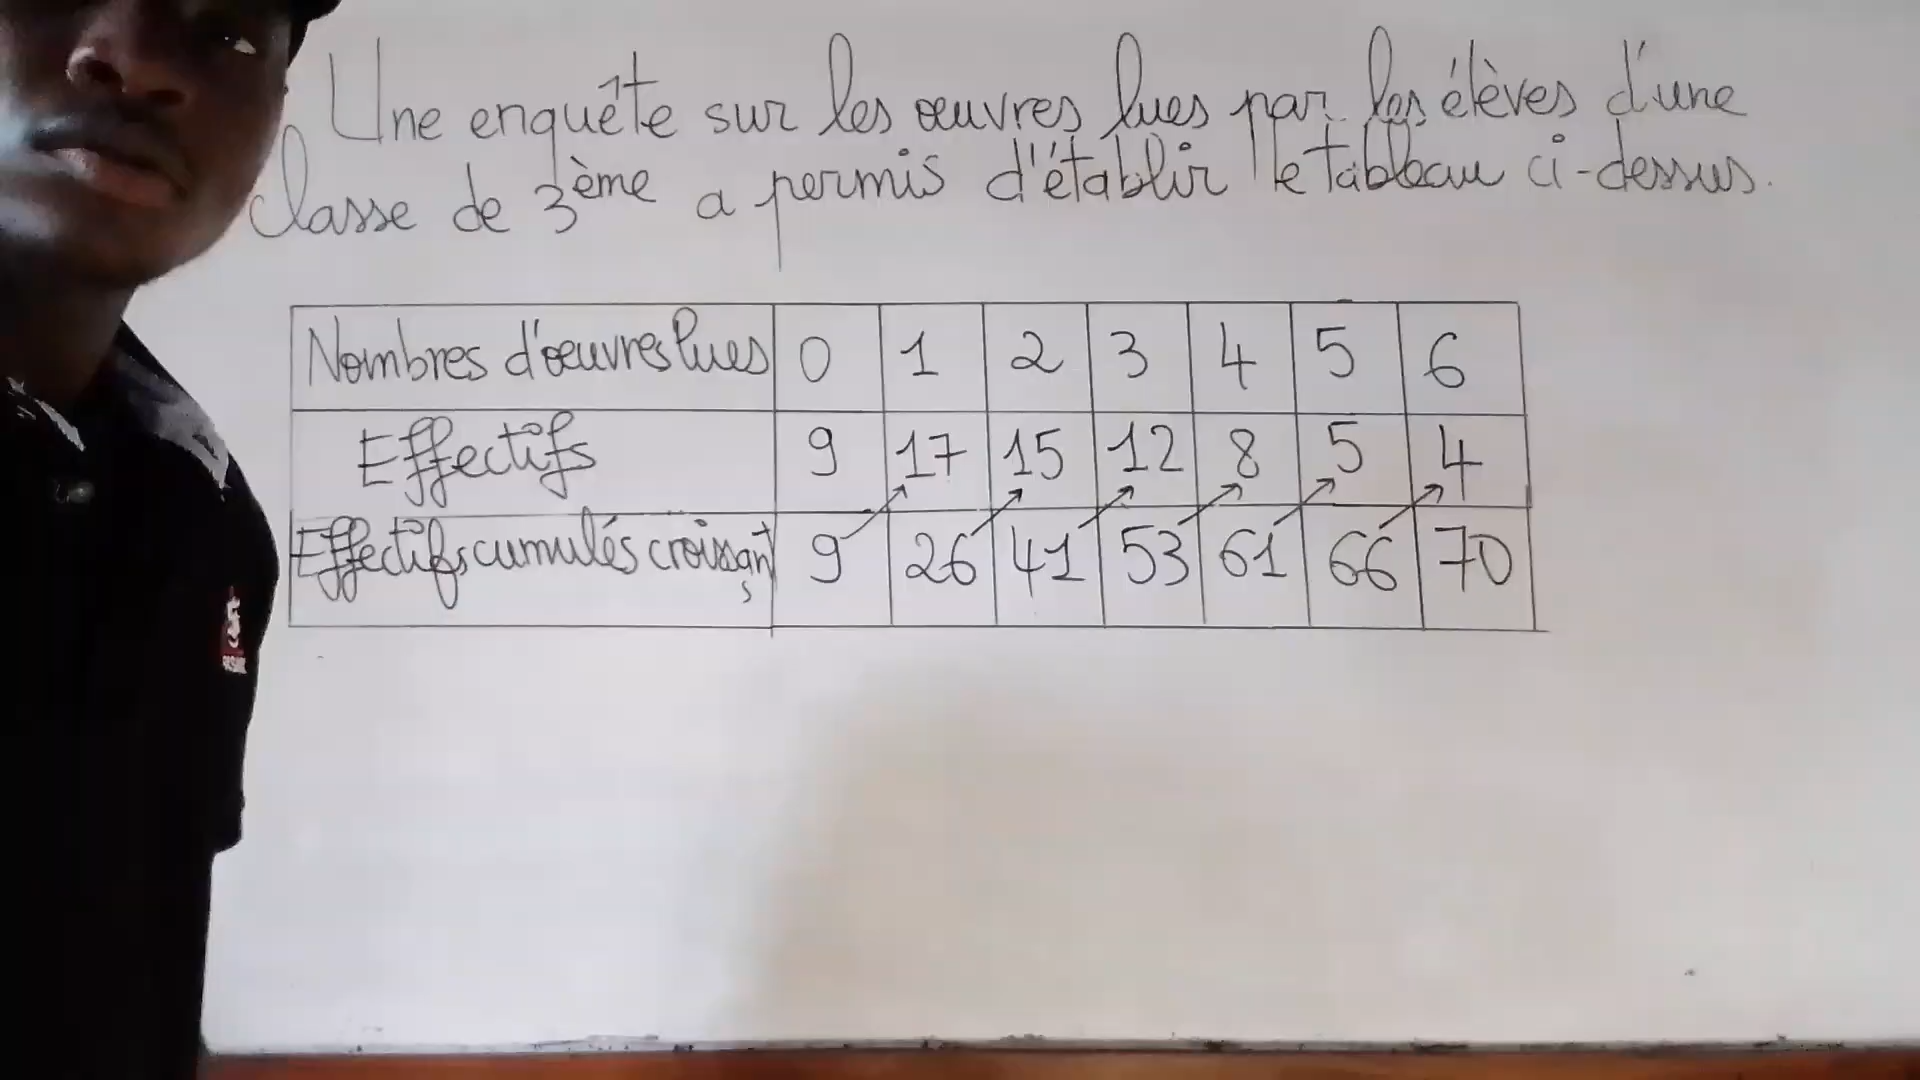 Une enquête sur les œuvres lues par les élèves d'une
classe de 3ème a permis d'établir le tableau ci-dessus.
Nombres d'œuvres lues 0 1 2 3 4 5 6
Effectifs 9 17 15 12 8 5 4
Effectifs cumulés croissants 9 26 41 53 61 66 70